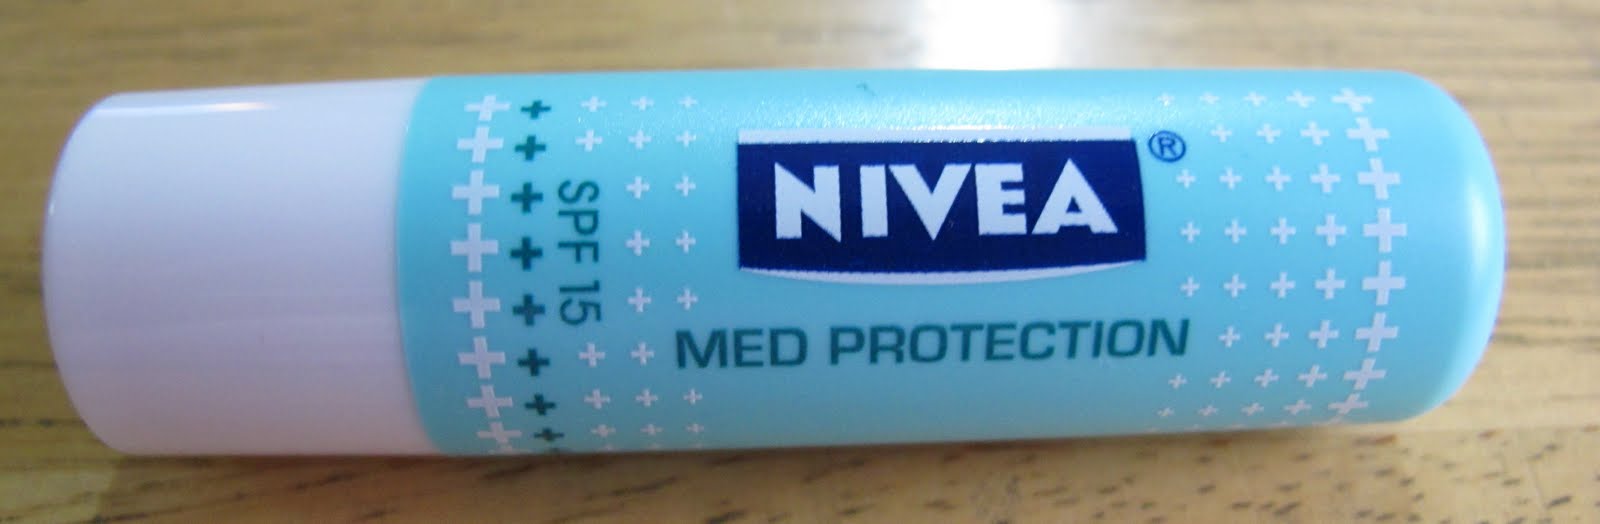 NIVEA®
MED PROTECTION
SPF 15